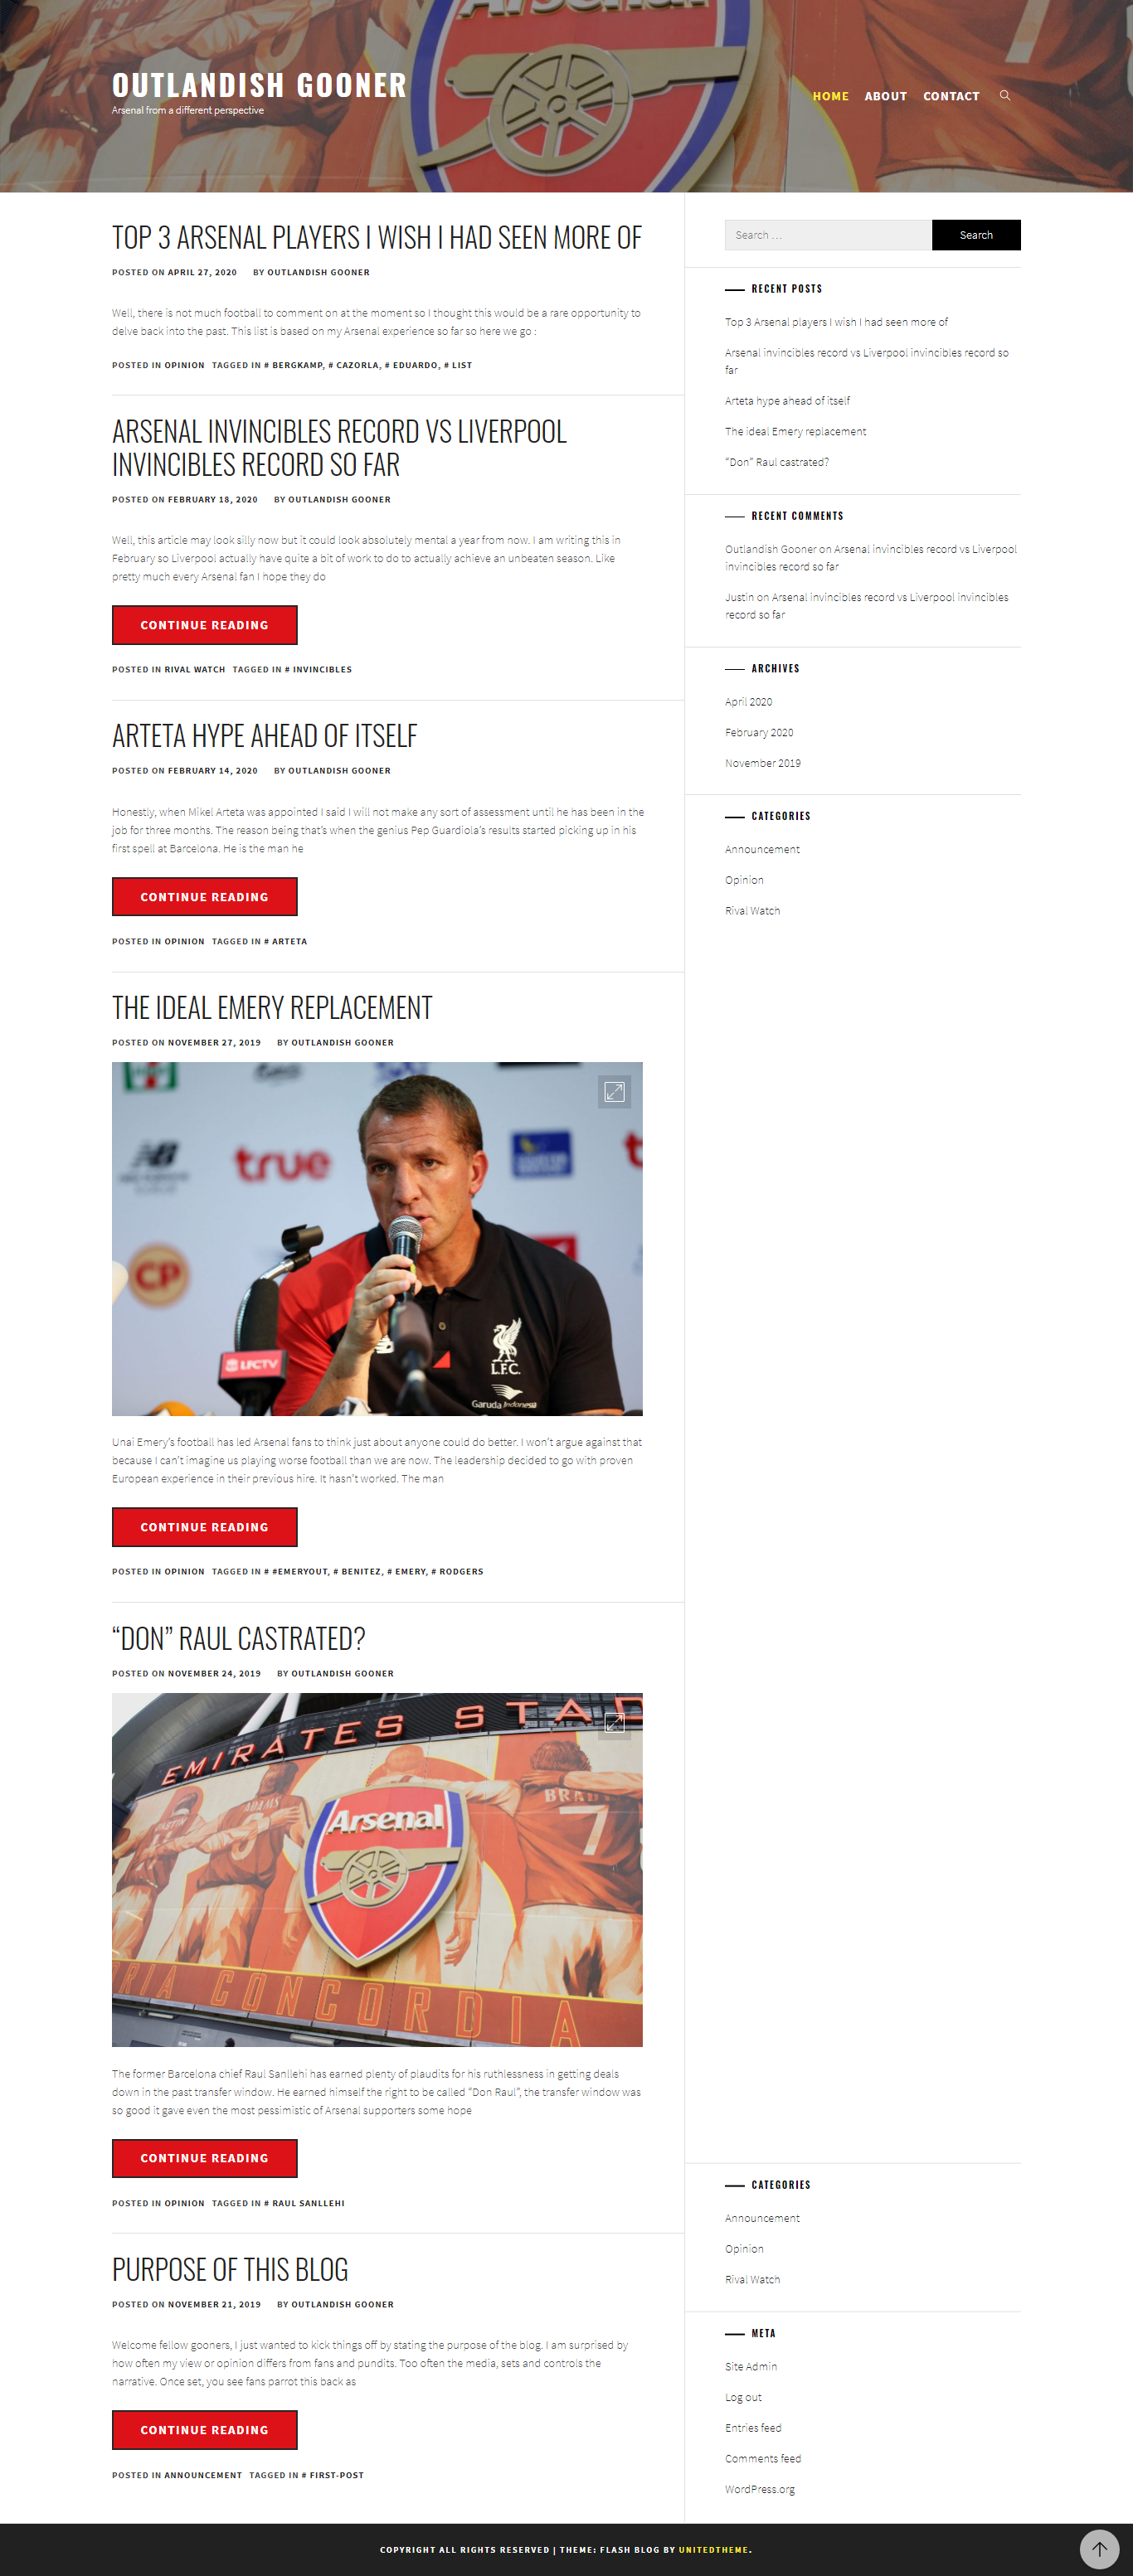 Arsenal
OUTLANDISH GOONER
Arsenal from a different perspective
HOME ABOUT CONTACT
TOP 3 ARSENAL PLAYERS I WISH I HAD SEEN MORE OF
POSTED ON APRIL 27, 2020 BY OUTLANDISH GOONER
Well, there is not much football to comment on at the moment so I thought this would be a rare opportunity to
delve back into the past. This list is based on my Arsenal experience so far so here we go :
POSTED IN OPINION TAGGED IN # BERGKAMP, # CAZORLA, # EDUARDO, # LIST
ARSENAL INVINCIBLES RECORD VS LIVERPOOL
INVINCIBLES RECORD SO FAR
POSTED ON FEBRUARY 18, 2020 BY OUTLANDISH GOONER
Well, this article may look silly now but it could look absolutely mental a year from now. I am writing this in
February so Liverpool actually have quite a bit of work to do to actually achieve an unbeaten season. Like
pretty much every Arsenal fan I hope they do
CONTINUE READING
POSTED IN RIVAL WATCH TAGGED IN # INVINCIBLES
ARTETA HYPE AHEAD OF ITSELF
POSTED ON FEBRUARY 14, 2020 BY OUTLANDISH GOONER
Honestly, when Mikel Arteta was appointed I said I will not make any sort of assessment until he has been in the
job for three months. The reason being that's when the genius Pep Guardiola's results started picking up in his
first spell at Barcelona. He is the man he
CONTINUE READING
POSTED IN OPINION TAGGED IN # ARTETA
THE IDEAL EMERY REPLACEMENT
POSTED ON NOVEMBER 27, 2019 BY OUTLANDISH GOONER
true
CP
LFCTV
L.F.C.
Garuda Indonesia
Unai Emery's football has led Arsenal fans to think just about anyone could do better. I won't argue against that
because I can't imagine us playing worse football than we are now. The leadership decided to go with proven
European experience in their previous hire. It hasn't worked. The man
CONTINUE READING
POSTED IN OPINION TAGGED IN # #EMERYOUT, # BENITEZ, # EMERY, # RODGERS
“DON” RAUL CASTRATED?
POSTED ON NOVEMBER 24, 2019 BY OUTLANDISH GOONER
EMIRATES STAD
ADAMS
BRAD
7
Arsenal
RIA CONCORDIA
The former Barcelona chief Raul Sanllehi has earned plenty of plaudits for his ruthlessness in getting deals
down in the past transfer window. He earned himself the right to be called “Don Raul”, the transfer window was
so good it gave even the most pessimistic of Arsenal supporters some hope
CONTINUE READING
POSTED IN OPINION TAGGED IN # RAUL SANLLEHI
PURPOSE OF THIS BLOG
POSTED ON NOVEMBER 21, 2019 BY OUTLANDISH GOONER
Welcome fellow gooners, I just wanted to kick things off by stating the purpose of the blog. I am surprised by
how often my view or opinion differs from fans and pundits. Too often the media, sets and controls the
narrative. Once set, you see fans parrot this back as
CONTINUE READING
POSTED IN ANNOUNCEMENT TAGGED IN # FIRST-POST
Search …
Search
RECENT POSTS
Top 3 Arsenal players I wish I had seen more of
Arsenal invincibles record vs Liverpool invincibles record so
far
Arteta hype ahead of itself
The ideal Emery replacement
“Don” Raul castrated?
RECENT COMMENTS
Outlandish Gooner on Arsenal invincibles record vs Liverpool
invincibles record so far
Justin on Arsenal invincibles record vs Liverpool invincibles
record so far
ARCHIVES
April 2020
February 2020
November 2019
CATEGORIES
Announcement
Opinion
Rival Watch
CATEGORIES
Announcement
Opinion
Rival Watch
META
Site Admin
Log out
Entries feed
Comments feed
WordPress.org
COPYRIGHT ALL RIGHTS RESERVED | THEME: FLASH BLOG BY UNITEDTHEME.